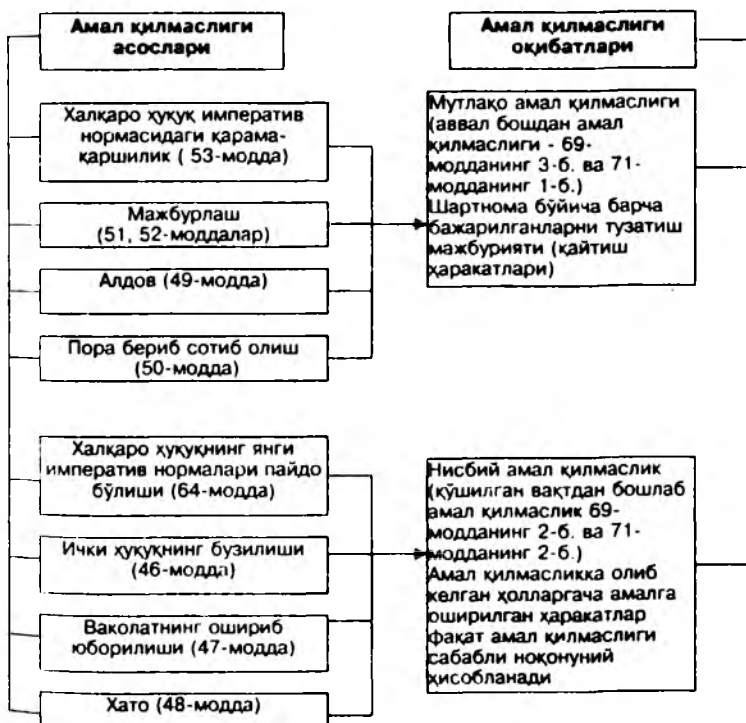 Амал қилмаслиги
асослари
Халқаро ҳуқуқ императив
нормасидаги қарама-
қаршилик ( 53-модда)
Мажбурлаш
(51, 52-моддалар)
Алдов (49-модда)
Пора бериб сотиб олиш
(50-модда)
Халқаро ҳуқуқнинг янги
императив нормалари пайдо
бўлиши (64-модда)
Ички ҳуқуқнинг бузилиши
(46-модда)
Ваколатнинг ошириб
юборилиши (47-модда)
Хато (48-модда)
Амал қилмаслиги
оқибатлари
Мутлақо амал қилмаслиги
(аввал бошдан амал
қилмаслиги - 69-
модданинг 3-б. ва 71-
модданинг 1-б.)
Шартнома бўйича барча
бажарилганларни тузатиш
мажбурияти (қайтиш
ҳаракатлари)
Нисбий амал қилмаслик
(қўшилган вақтдан бошлаб
амал қилмаслик 69-
модданинг 2-б. ва 71-
модданинг 2-б.)
Амал қилмасликка олиб
келган ҳолларгача амалга
оширилган ҳаракатлар
фақат амал қилмаслиги
сабабли ноқонуний
ҳисобланади